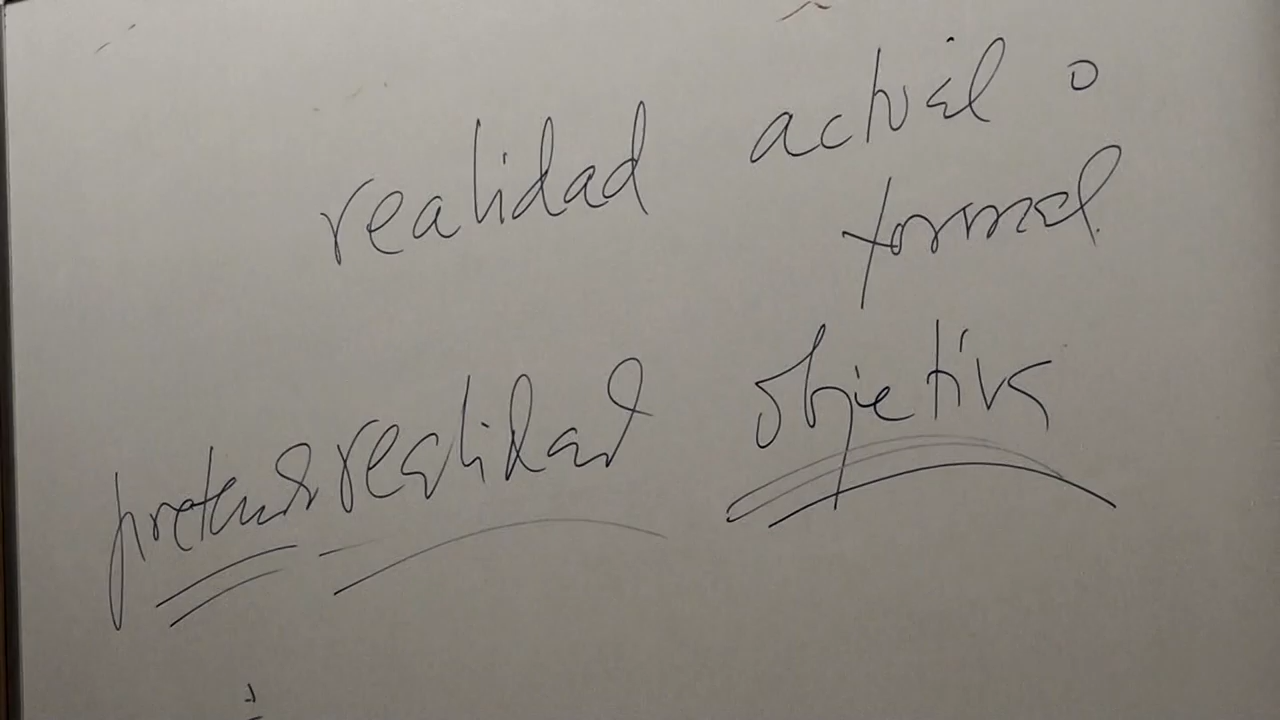 realidad actual o
formal
realidad objetiva